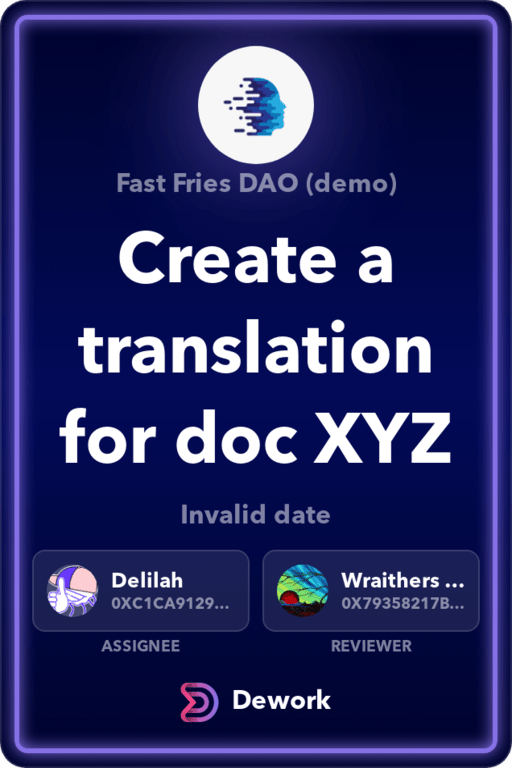 Fast Fries DAO (demo)
Create a
translation
for doc XYZ
Invalid date
Delilah
0XC1CA9129...
ASSIGNEE
Wraithers ...
0X79358217B...
REVIEWER
Dework